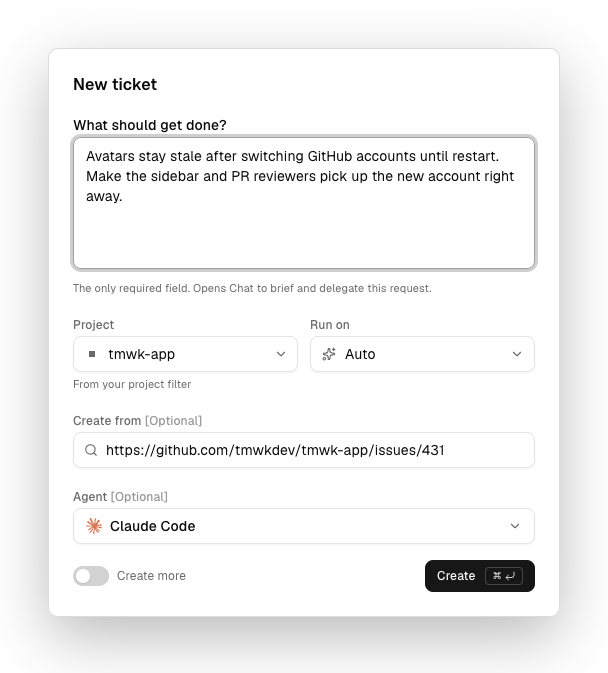 New ticket
What should get done?
Avatars stay stale after switching GitHub accounts until restart.
Make the sidebar and PR reviewers pick up the new account right
away.
The only required field. Opens Chat to brief and delegate this request.
Project
Run on
tmwk-app
Auto
From your project filter
Create from [Optional]
https://github.com/tmwkdev/tmwk-app/issues/431
Agent [Optional]
Claude Code
Create more
Create ⌘ ↵